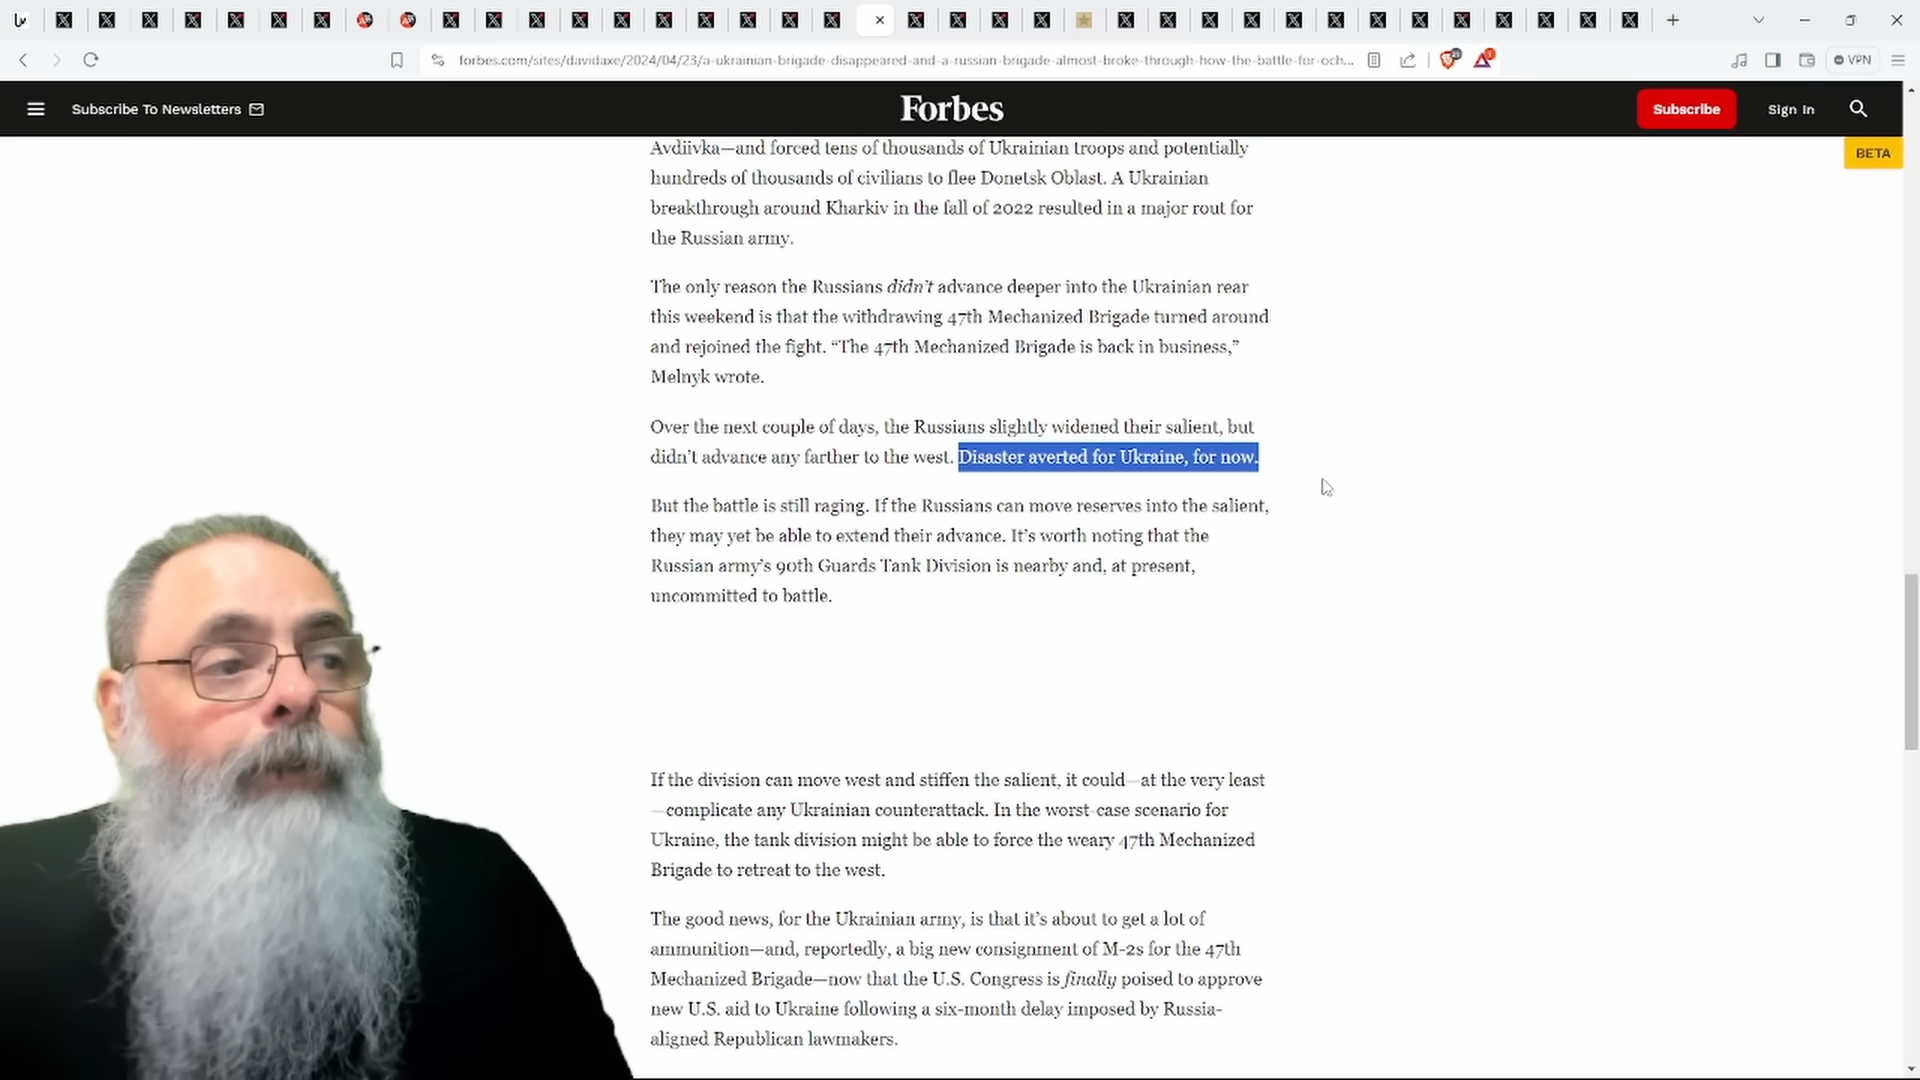 forbes.com/sites/davidaxe/2024/04/23/a-ukrainian-brigade-disappeared-and-a-russian-brigade-almost-broke-through-how-the-battle-for-och...
VPN
Subscribe To Newsletters
Forbes
Subscribe
Sign In
BETA
Avdiivka—and forced tens of thousands of Ukrainian troops and potentially
hundreds of thousands of civilians to flee Donetsk Oblast. A Ukrainian
breakthrough around Kharkiv in the fall of 2022 resulted in a major rout for
the Russian army.
The only reason the Russians didn’t advance deeper into the Ukrainian rear
this weekend is that the withdrawing 47th Mechanized Brigade turned around
and rejoined the fight. “The 47th Mechanized Brigade is back in business,”
Melnyk wrote.
Over the next couple of days, the Russians slightly widened their salient, but
didn’t advance any farther to the west. Disaster averted for Ukraine, for now.
But the battle is still raging. If the Russians can move reserves into the salient,
they may yet be able to extend their advance. It’s worth noting that the
Russian army’s 90th Guards Tank Division is nearby and, at present,
uncommitted to battle.
If the division can move west and stiffen the salient, it could—at the very least
—complicate any Ukrainian counterattack. In the worst-case scenario for
Ukraine, the tank division might be able to force the weary 47th Mechanized
Brigade to retreat to the west.
The good news, for the Ukrainian army, is that it’s about to get a lot of
ammunition—and, reportedly, a big new consignment of M-2s for the 47th
Mechanized Brigade—now that the U.S. Congress is finally poised to approve
new U.S. aid to Ukraine following a six-month delay imposed by Russia-
aligned Republican lawmakers.